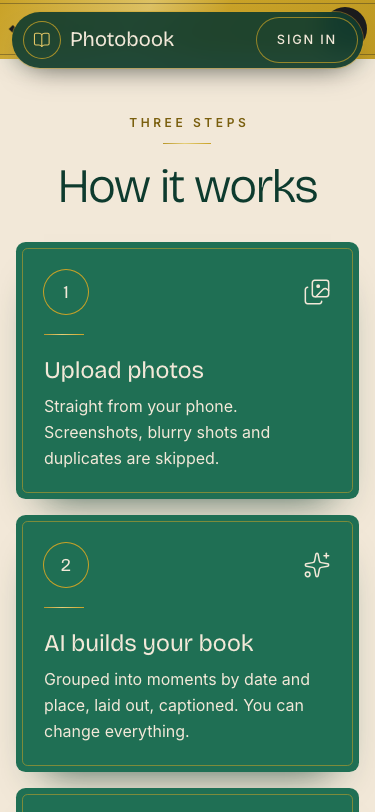 Photobook
SIGN IN
THREE STEPS
How it works
1
Upload photos
Straight from your phone.
Screenshots, blurry shots and
duplicates are skipped.
2
AI builds your book
Grouped into moments by date and
place, laid out, captioned. You can
change everything.